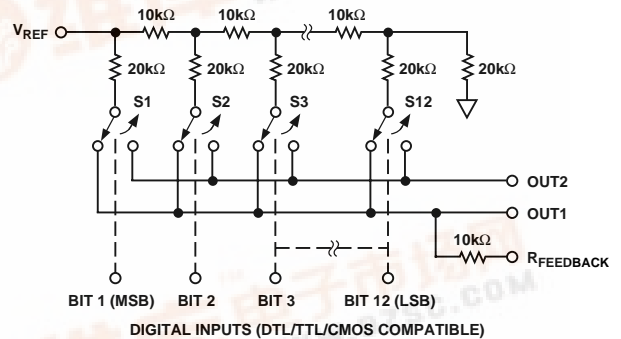 10kΩ 10kΩ 10kΩ
VREF
20kΩ 20kΩ 20kΩ 20kΩ 20kΩ
S1 S2 S3 S12
OUT2
OUT1
10kΩ
RFEEDBACK
BIT 1 (MSB) BIT 2 BIT 3 BIT 12 (LSB)
DIGITAL INPUTS (DTL/TTL/CMOS COMPATIBLE)